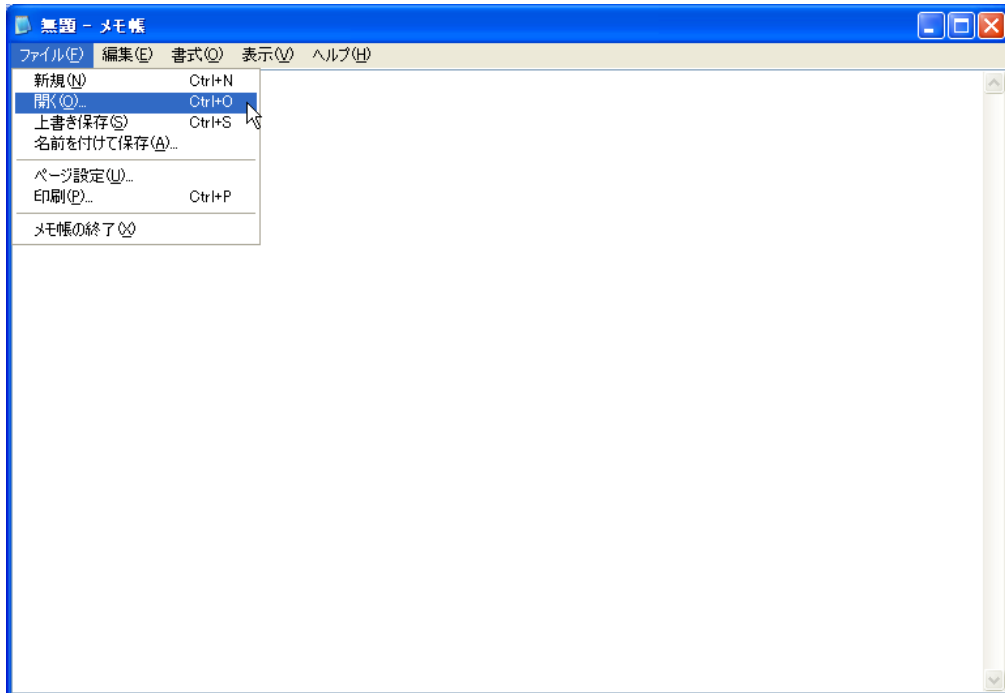 無題 - メモ帳
ファイル(F) 編集(E) 書式(O) 表示(V) ヘルプ(H)
新規(N) Ctrl+N
開く(O)... Ctrl+O
上書き保存(S) Ctrl+S
名前を付けて保存(A)...
ページ設定(U)...
印刷(P)... Ctrl+P
メモ帳の終了(X)